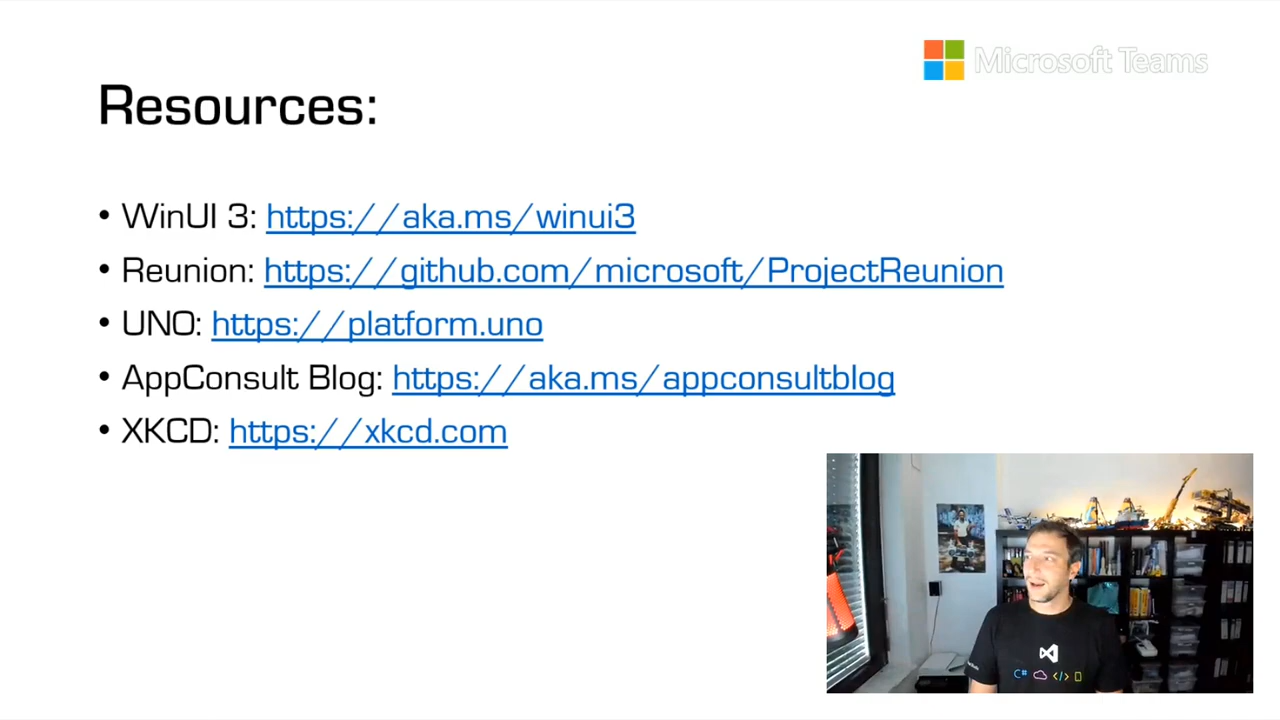 Microsoft Teams
Resources:
• WinUI 3: https://aka.ms/winui3
• Reunion: https://github.com/microsoft/ProjectReunion
• UNO: https://platform.uno
• AppConsult Blog: https://aka.ms/appconsultblog
• XKCD: https://xkcd.com
C# </>